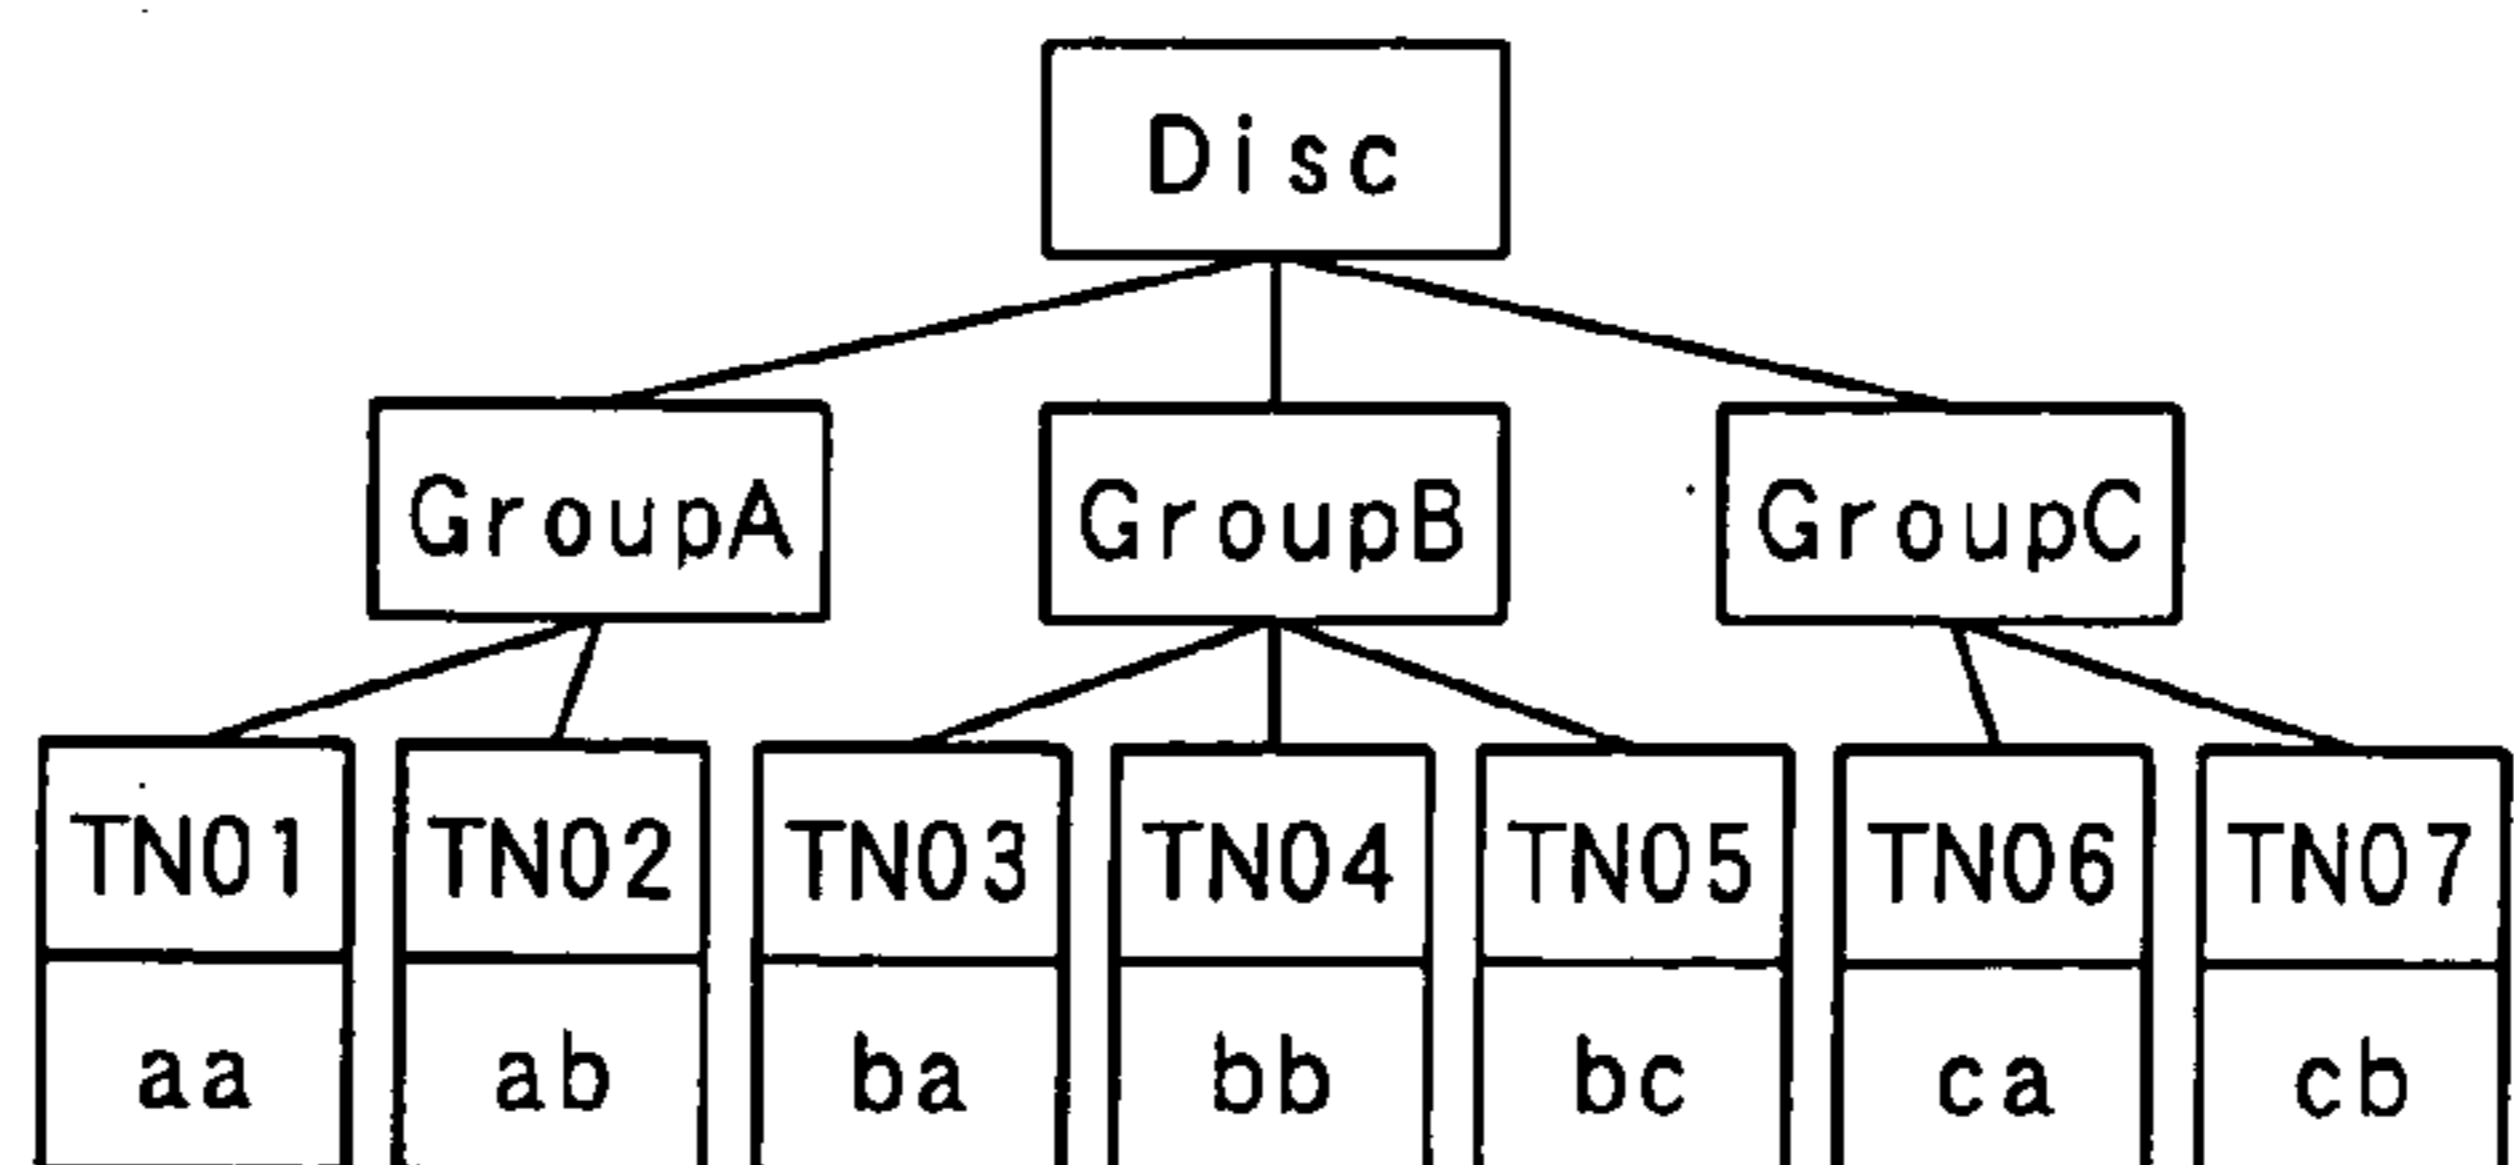 Disc
GroupA GroupB GroupC
TN01 TN02 TN03 TN04 TN05 TN06 TN07
aa ab ba bb bc ca cb